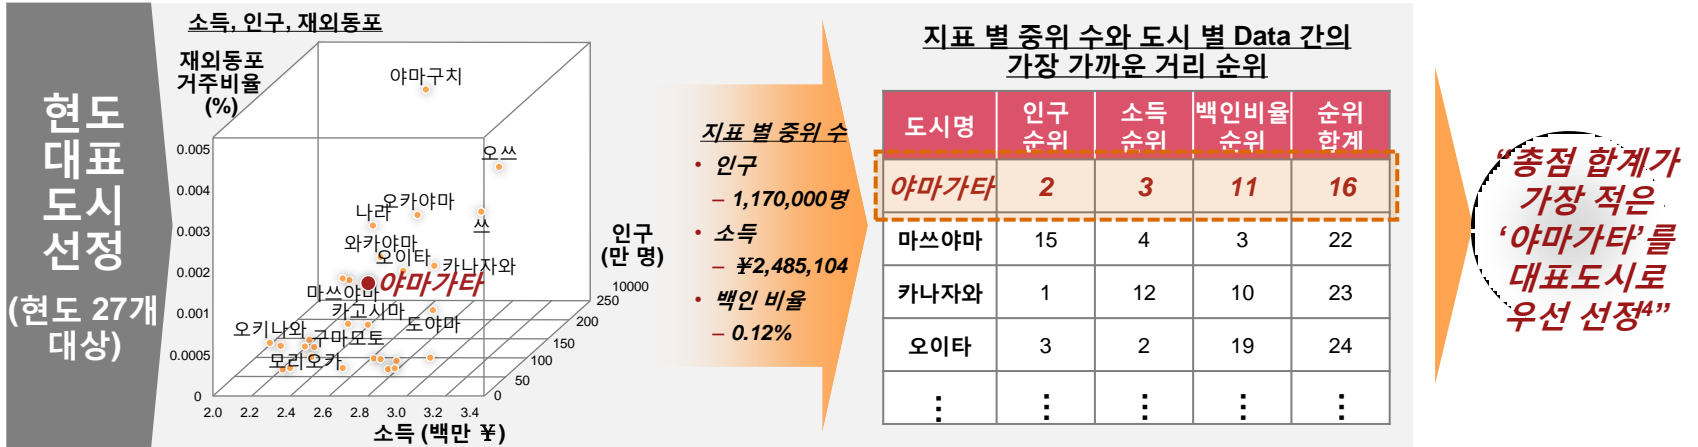 현도
대표
도시
선정
(현도 27개
대상)
소득, 인구, 재외동포
재외동포
거주비율
(%)
0.005
0.004
0.003
0.002
0.001
0.0005
0
2.0 2.2 2.4 2.6 2.8 3.0 3.2 3.4
소득 (백만 ¥)
인구
(만 명)
10000
250
200
150
100
50
0
야마구치
오쓰
오카야마
나라
쓰
와카야마
오이타
카나자와
야마가타
마쓰야마
카고시마
도야마
오키나와
구마모토
모리오카
지표 별 중위 수
• 인구
– 1,170,000명
• 소득
– ¥2,485,104
• 백인 비율
– 0.12%
지표 별 중위 수와 도시 별 Data 간의
가장 가까운 거리 순위
도시명 인구 순위 소득 순위 백인비율 순위 순위 합계
야마가타 2 3 11 16
마쓰야마 15 4 3 22
카나자와 1 12 10 23
오이타 3 2 19 24
⋮ ⋮ ⋮ ⋮ ⋮
“총점 합계가
가장 적은
‘야마가타’를
대표도시로
우선 선정4”